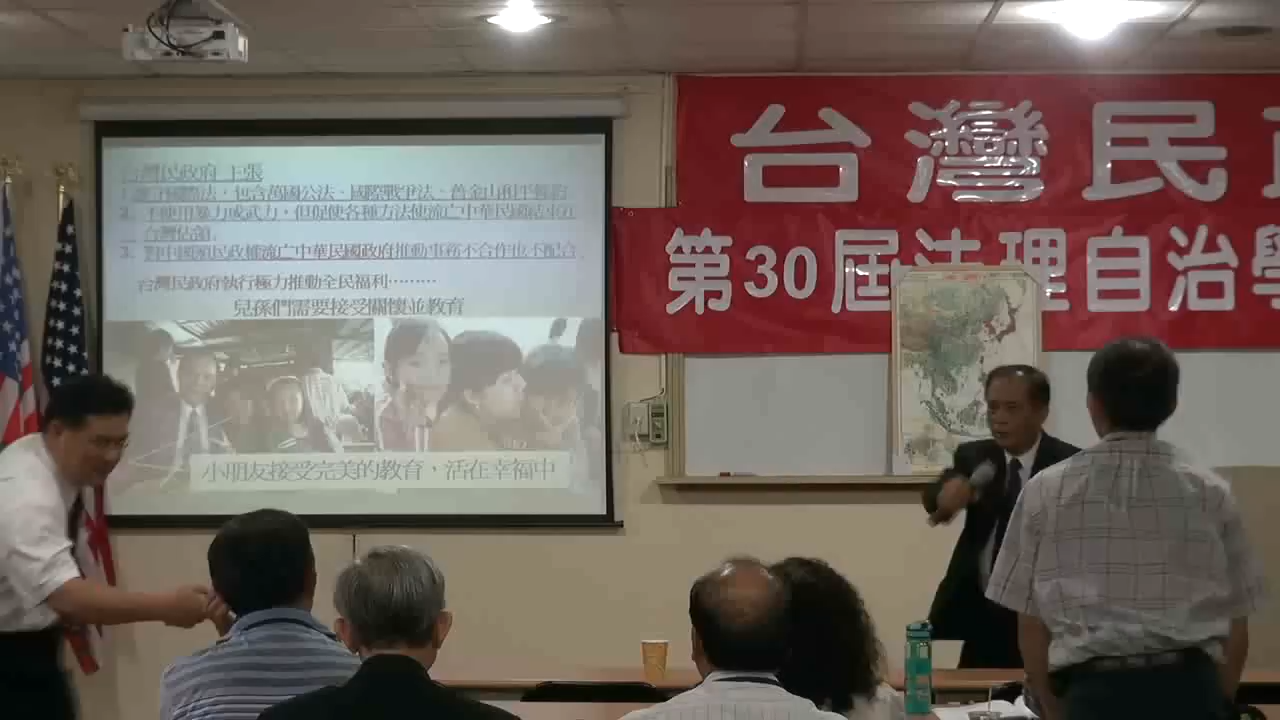 台灣民政府 主張
1. 遵守國際法，包含萬國公法、國際戰爭法、舊金山和平條約
2. 不使用暴力或武力，但促使各種方法使流亡中華民國結束
台灣佔領。
3. 對中國殖民政權流亡中華民國政府推動事務不合作也不配合
台灣民政府執行極力推動全民福利………
兒孫們需要接受關懷並教育
小朋友接受完美的教育，活在幸福中
台灣民
第30屆法理自治學